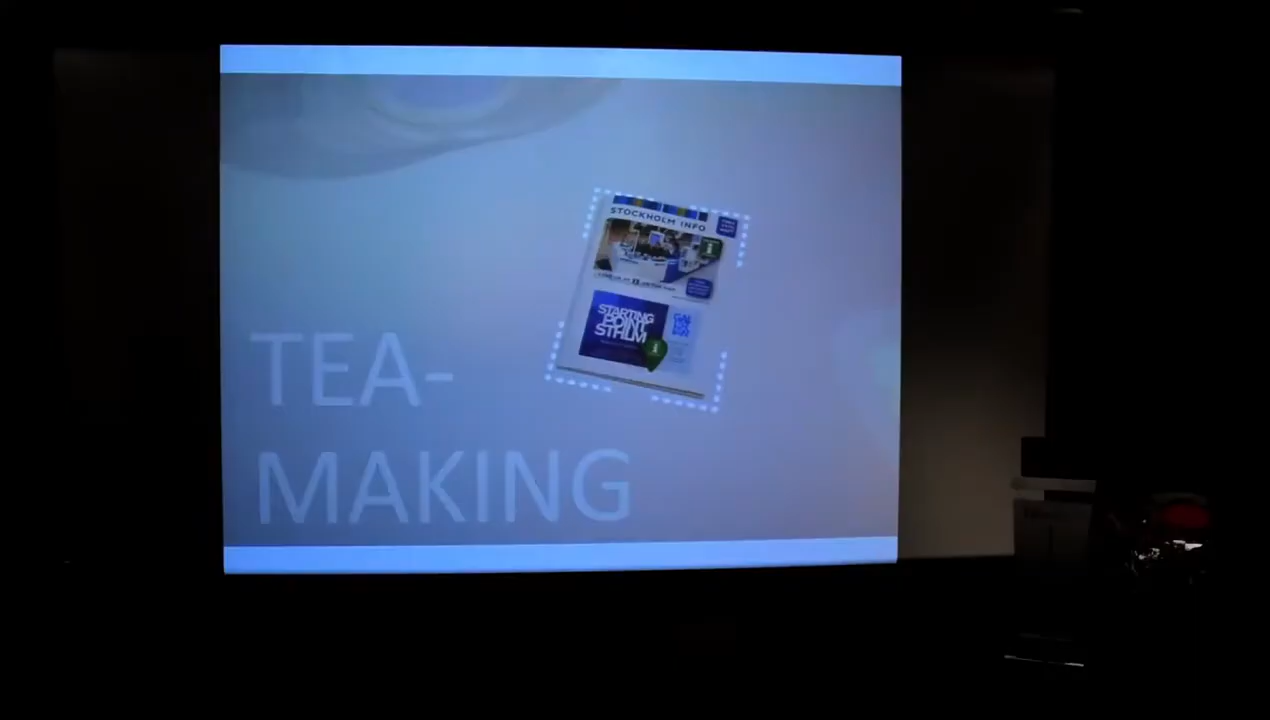 STOCKHOLM INFO
STARTING
POINT
STHLM
i
i
TEA-
MAKING